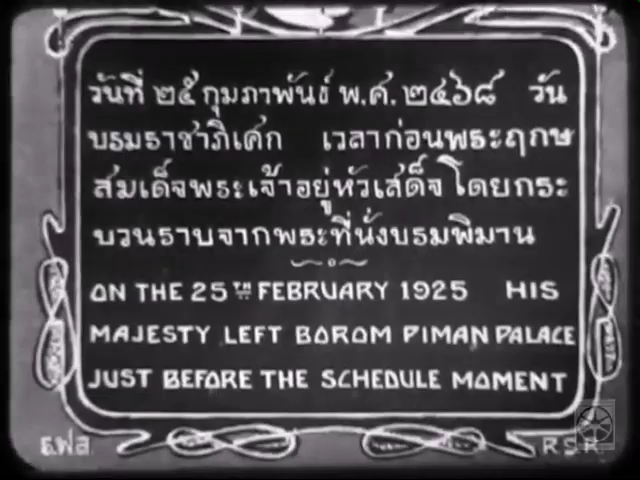 วันที่ ๒๕ กุมภาพันธ์ พ.ศ. ๒๔๖๘ วัน
บรมราชาภิเศก เวลาก่อนพระฤกษ
สมเด็จพระเจ้าอยู่หัวเสด็จโดยกระ
บวนราบจากพระที่นั่งบรมพิมาน
ON THE 25TH FEBRUARY 1925 HIS
MAJESTY LEFT BOROM PIMAN PALACE
JUST BEFORE THE SCHEDULE MOMENT
ร.ฟ.ส. R.S.R.